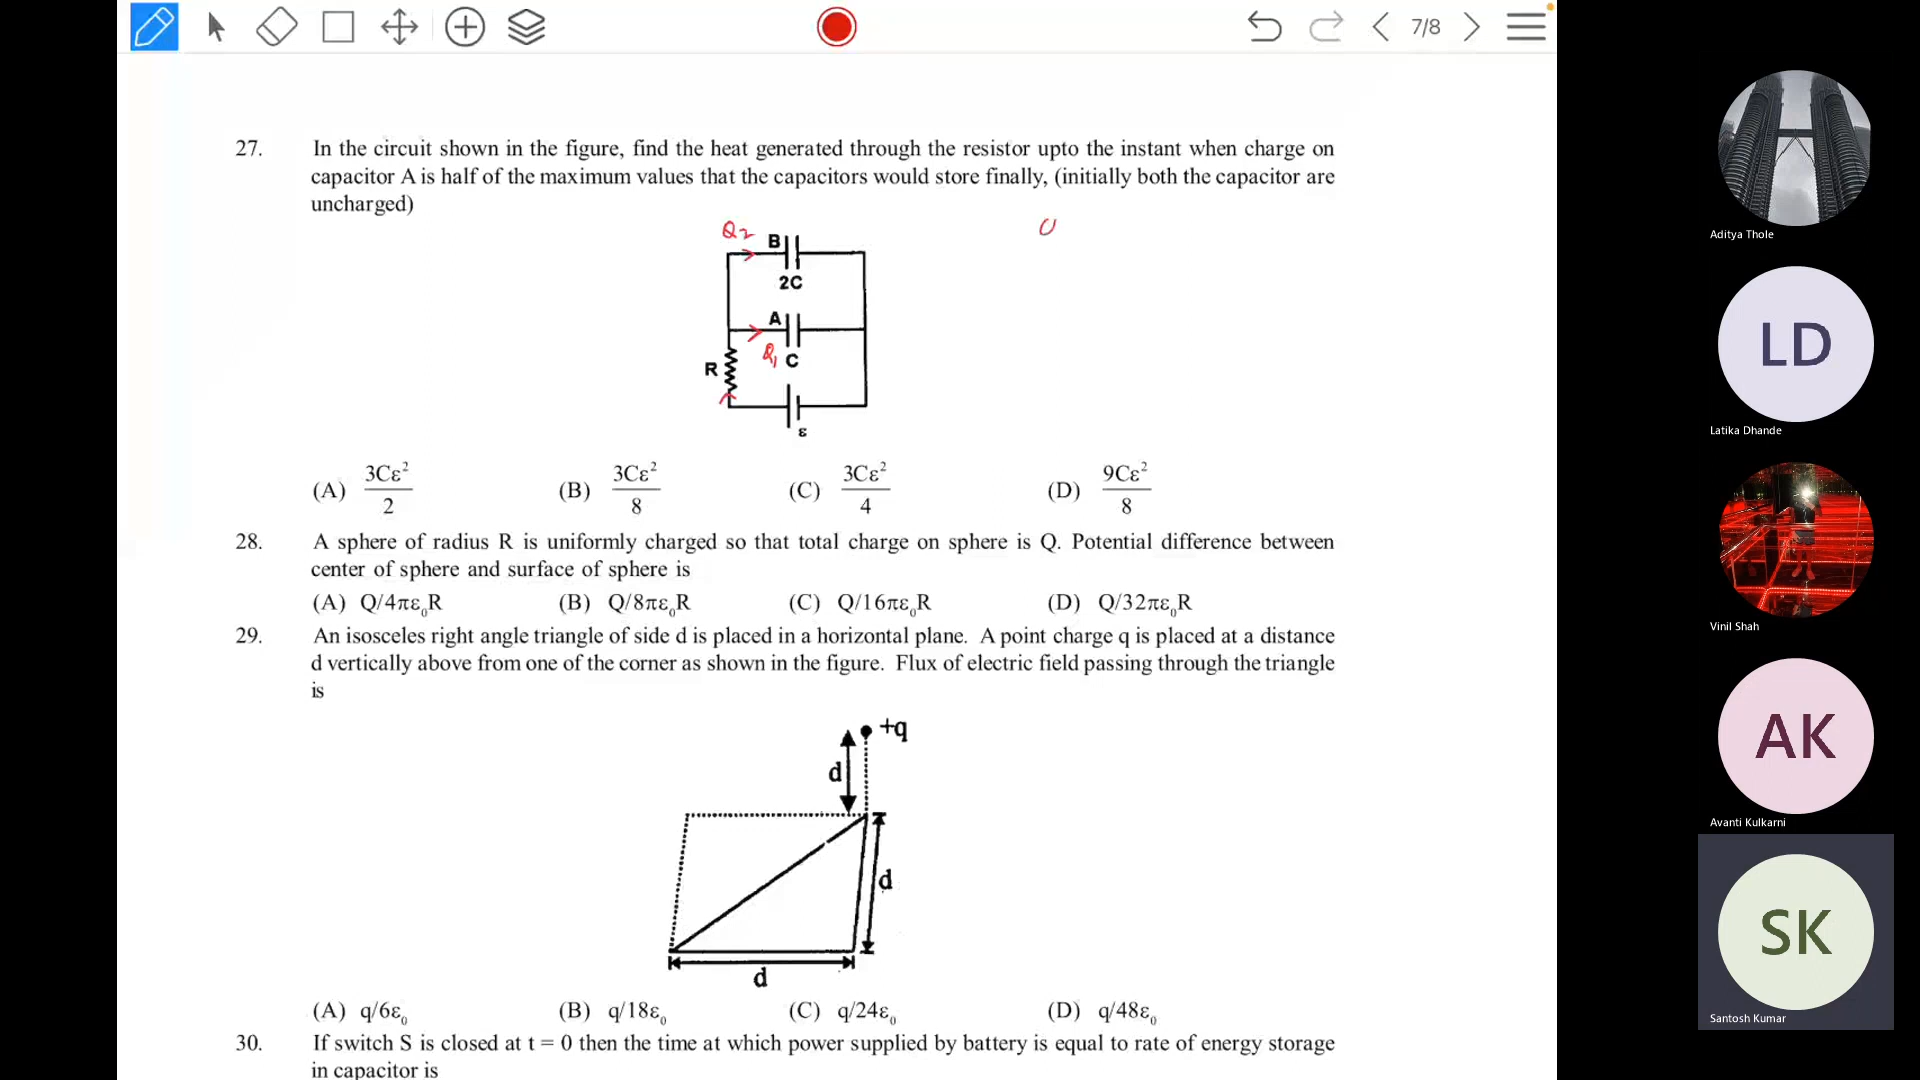 7/8
27. In the circuit shown in the figure, find the heat generated through the resistor upto the instant when charge on
capacitor A is half of the maximum values that the capacitors would store finally, (initially both the capacitor are
uncharged)
Q2
B
2C
A
Q1 C
R
ε
(A) 3Cε²/2 (B) 3Cε²/8 (C) 3Cε²/4 (D) 9Cε²/8
28. A sphere of radius R is uniformly charged so that total charge on sphere is Q. Potential difference between
center of sphere and surface of sphere is
(A) Q/4πε₀R (B) Q/8πε₀R (C) Q/16πε₀R (D) Q/32πε₀R
29. An isosceles right angle triangle of side d is placed in a horizontal plane. A point charge q is placed at a distance
d vertically above from one of the corner as shown in the figure. Flux of electric field passing through the triangle
is
+q
d
d
d
(A) q/6ε₀ (B) q/18ε₀ (C) q/24ε₀ (D) q/48ε₀
30. If switch S is closed at t = 0 then the time at which power supplied by battery is equal to rate of energy storage
in capacitor is
Aditya Thole
LD
Latika Dhande
Vinil Shah
AK
Avanti Kulkarni
SK
Santosh Kumar